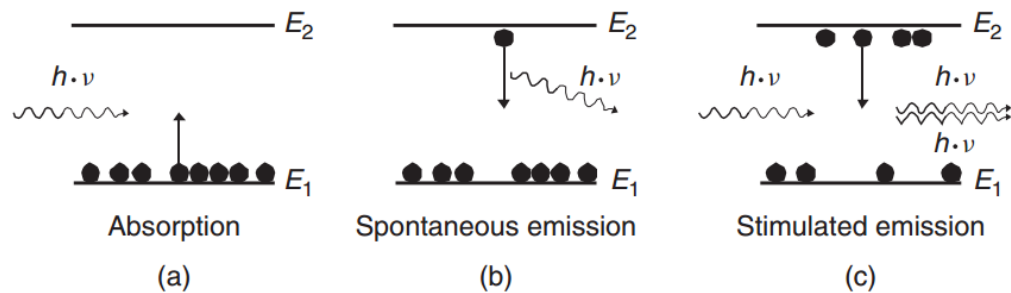 E₂ E₂ E₂
h·ν h·ν h·ν h·ν
h·ν
E₁ E₁ E₁
Absorption Spontaneous emission Stimulated emission
(a) (b) (c)